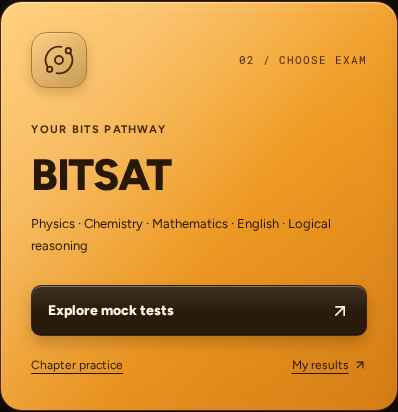 02 / CHOOSE EXAM
YOUR BITS PATHWAY
BITSAT
Physics · Chemistry · Mathematics · English · Logical
reasoning
Explore mock tests
Chapter practice
My results